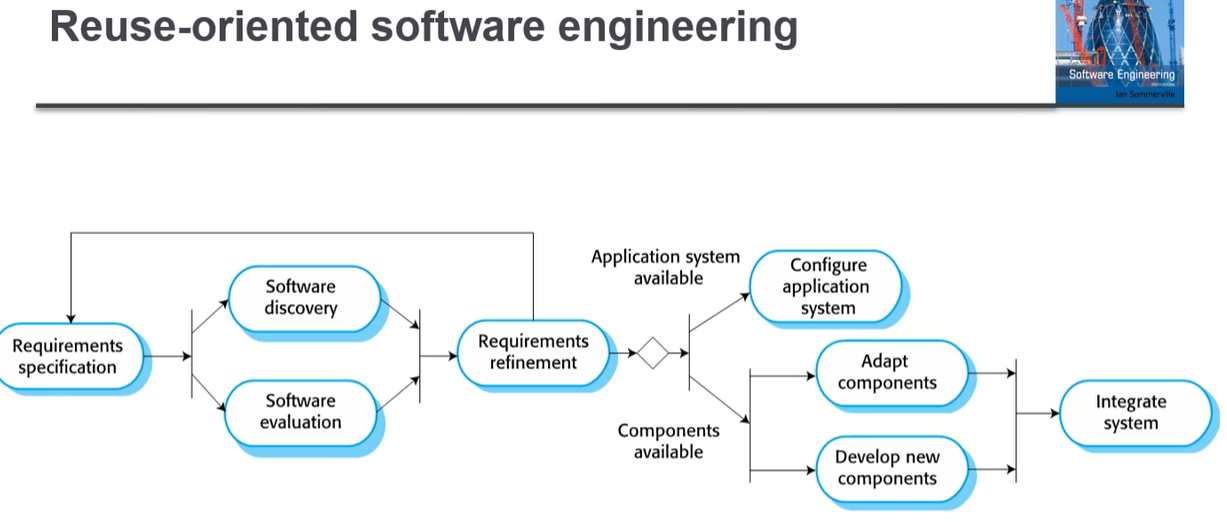 Reuse-oriented software engineering
Software Engineering
Ian Sommerville
Requirements
specification
Software
discovery
Software
evaluation
Requirements
refinement
Application system
available
Components
available
Configure
application
system
Adapt
components
Develop new
components
Integrate
system